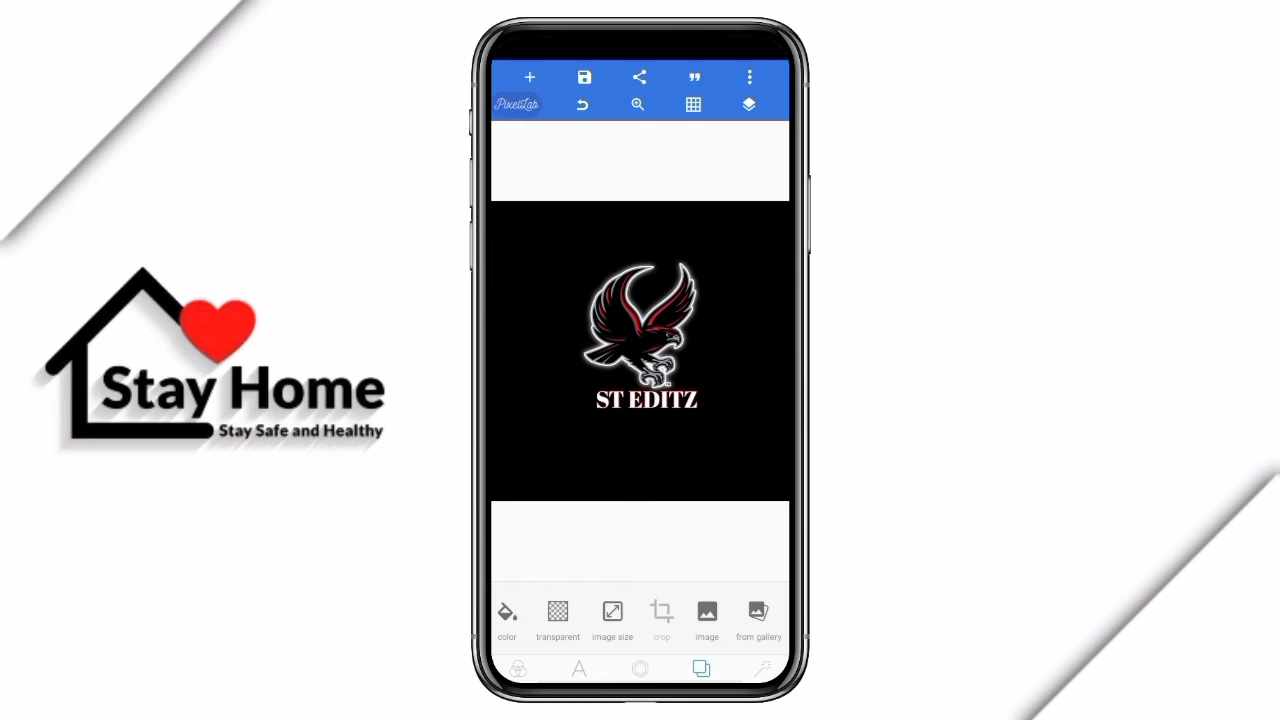 Stay Home
Stay Safe and Healthy
PixelLab
ST EDITZ
color
transparent
image size
crop
image
from gallery